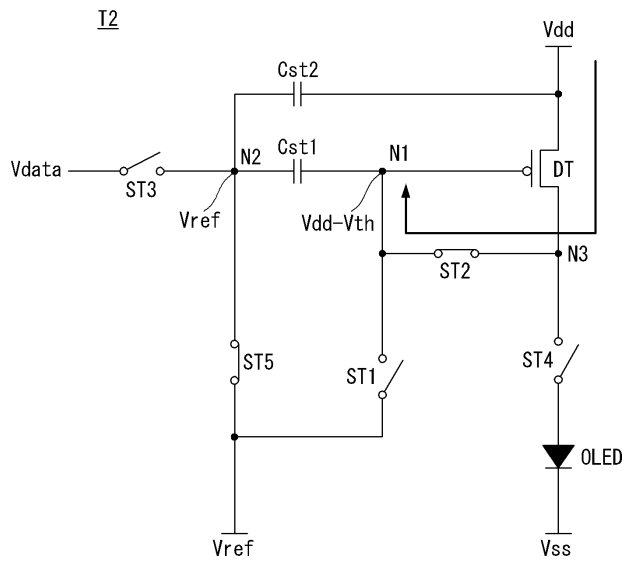 T2
Vdd
Cst2
N2
Cst1
N1
Vdata
DT
ST3
Vref
Vdd-Vth
N3
ST2
ST5
ST1
ST4
OLED
Vref
Vss